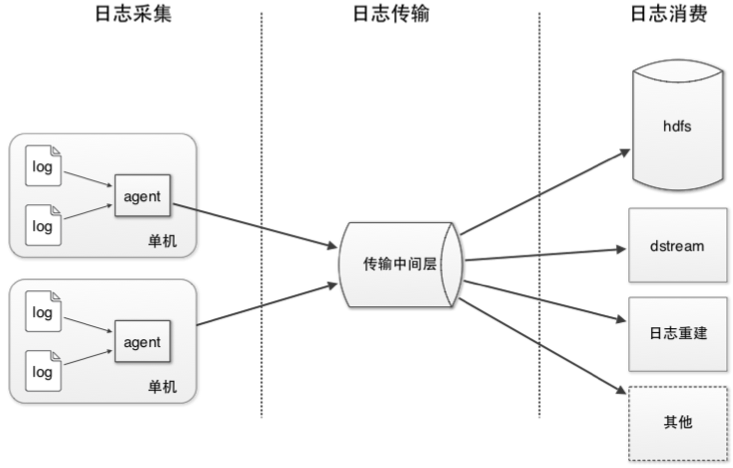 日志采集
日志传输
日志消费
log
log
agent
单机
log
log
agent
单机
传输中间层
hdfs
dstream
日志重建
其他